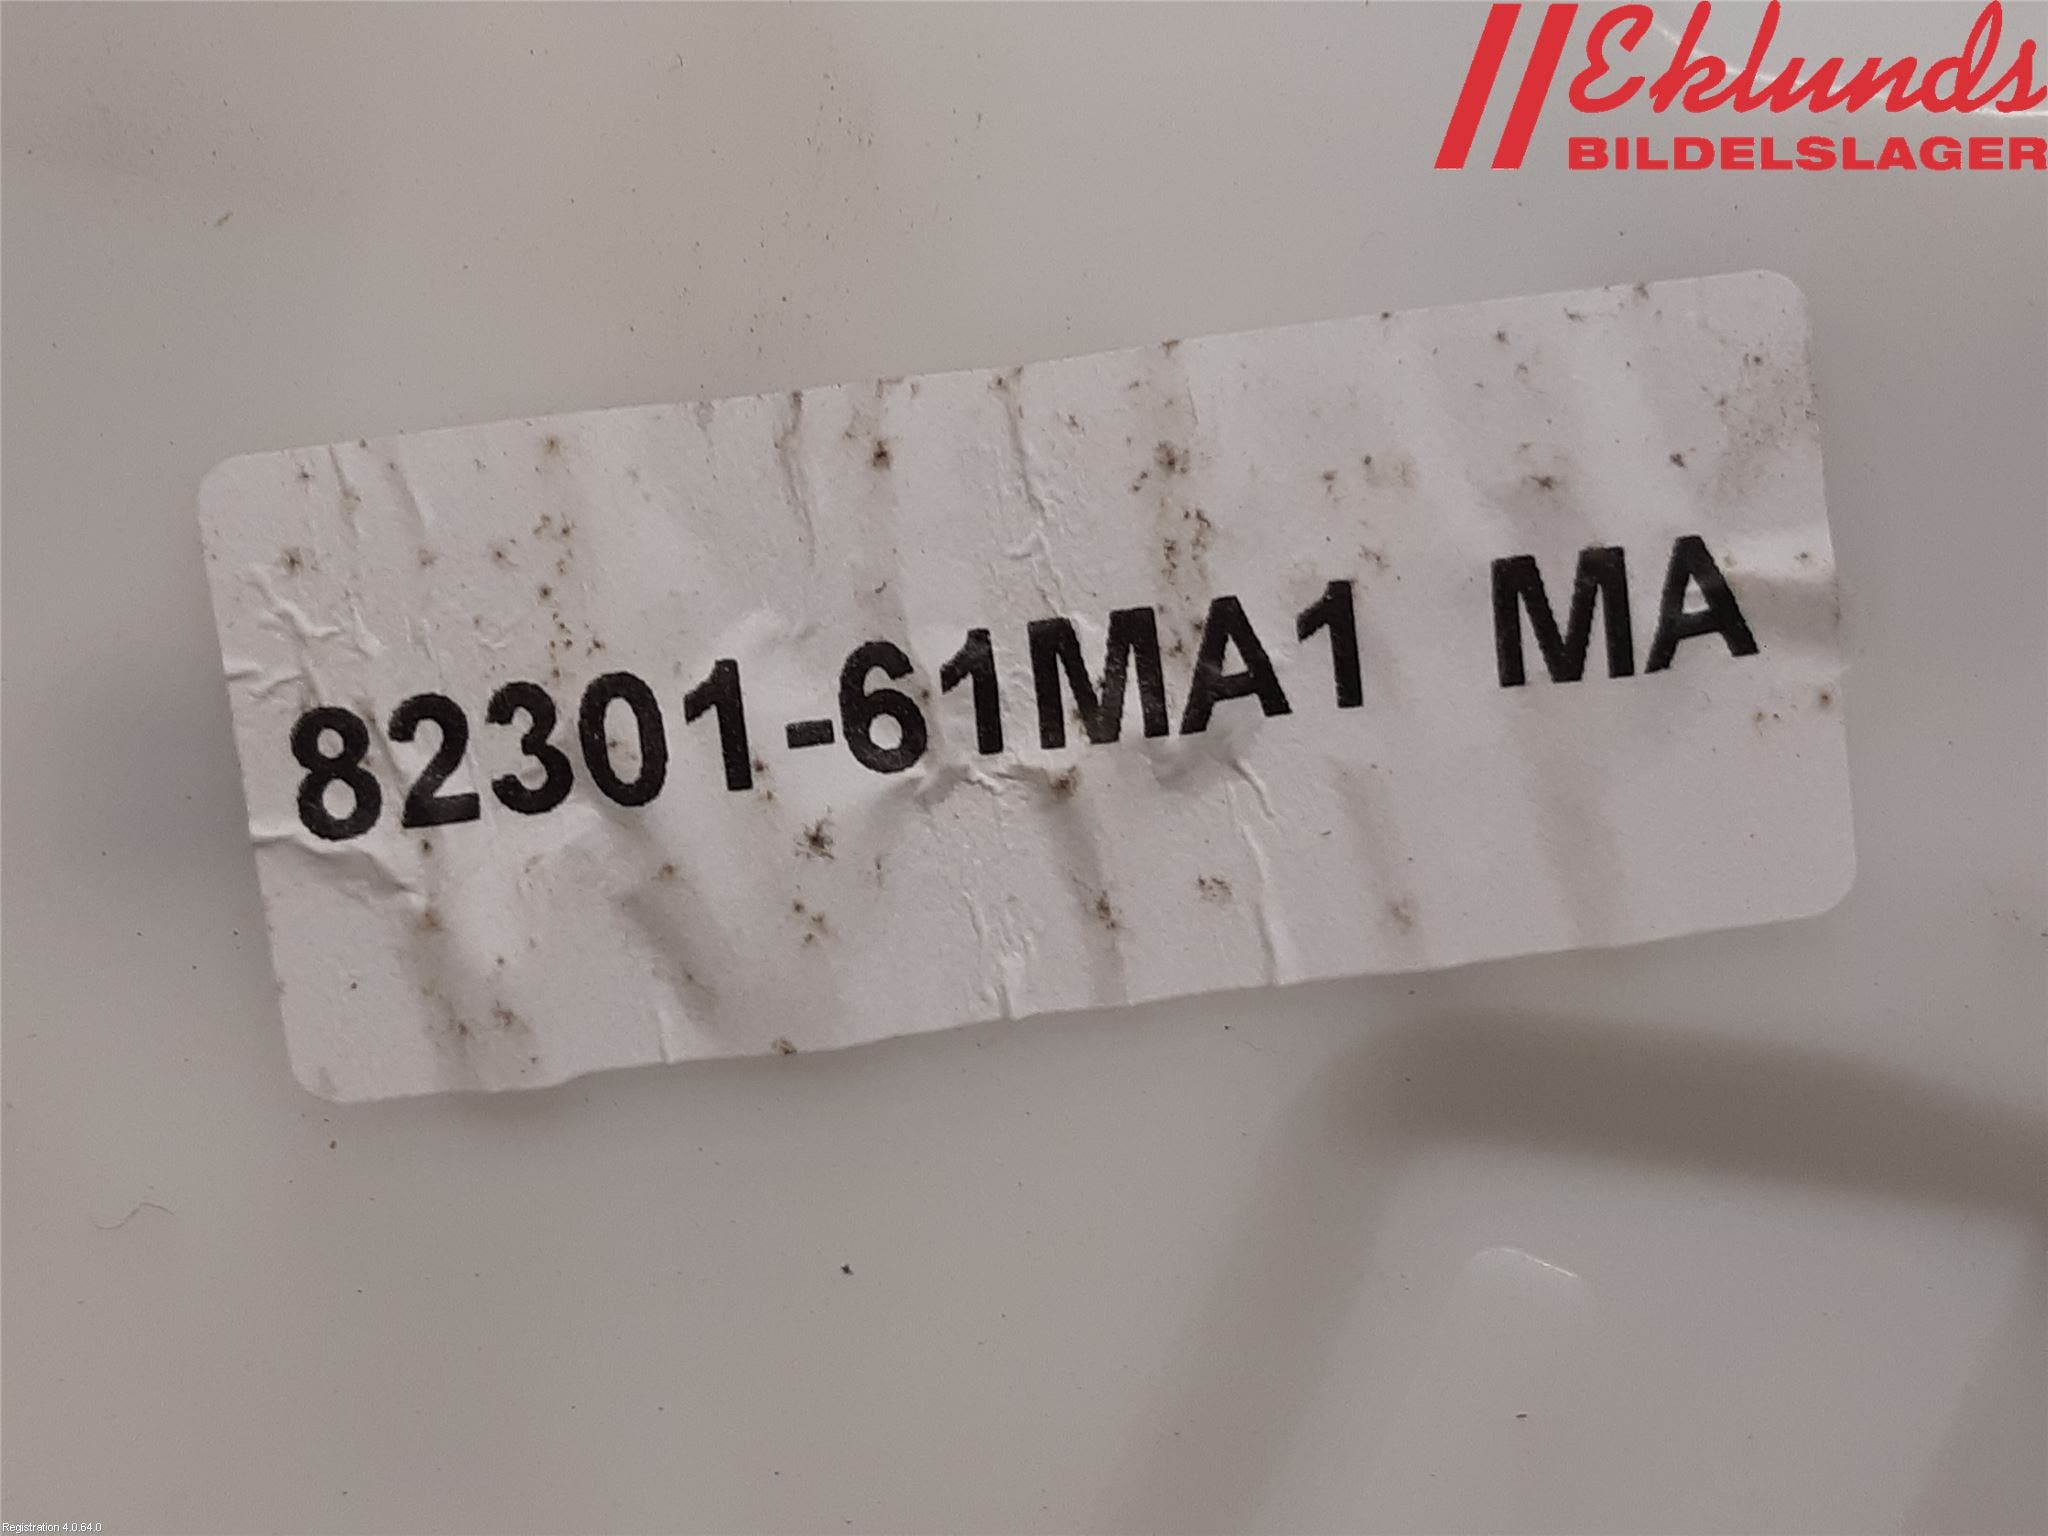 Eklunds
BILDELSLAGER
82301-61MA1 MA
Registration 4.0.64.0